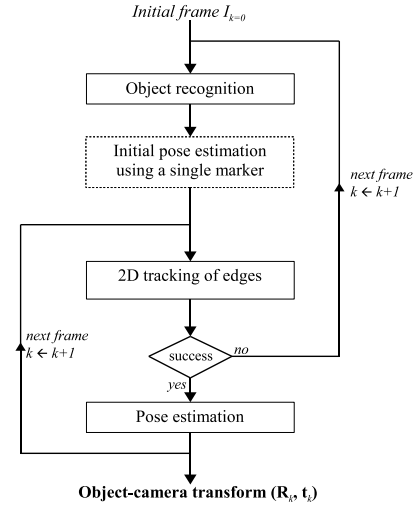 Initial frame I_{k=0}
Object recognition
Initial pose estimation
using a single marker
next frame
k ← k+1
2D tracking of edges
next frame
k ← k+1
success
no
yes
Pose estimation
Object-camera transform (R_k, t_k)